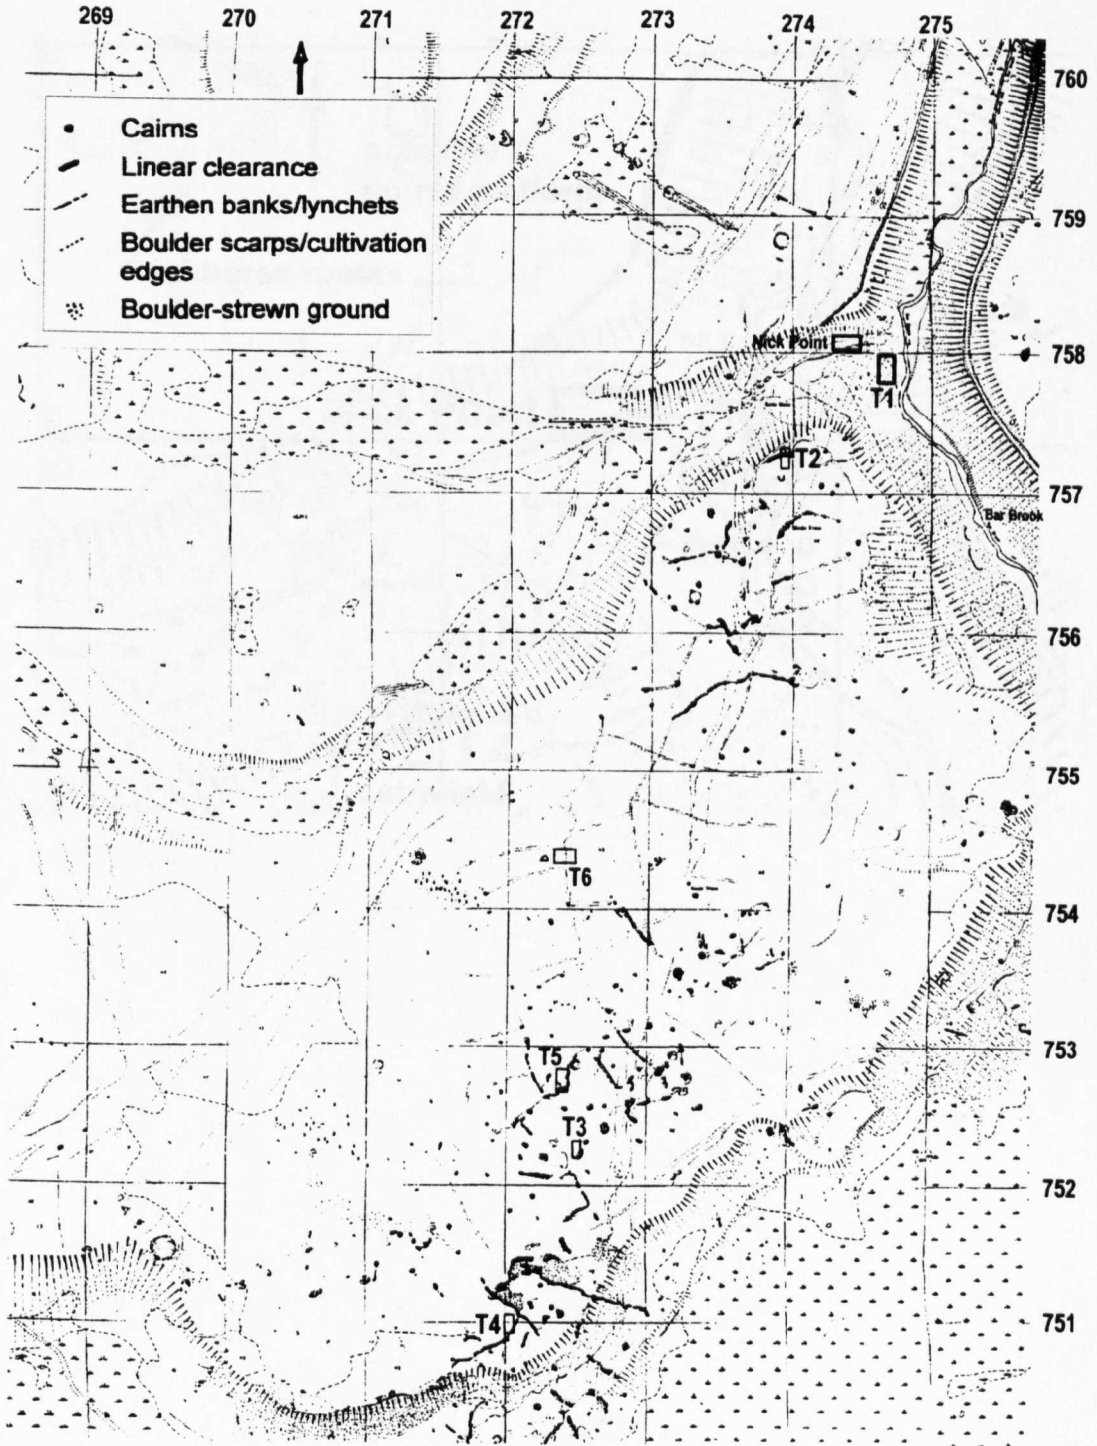 269 270 271 272 273 274 275
760
Cairns
Linear clearance
Earthen banks/lynchets
Boulder scarps/cultivation
edges
Boulder-strewn ground
759
Nick Point
758
T1
T2
757
Bar Brook
756
755
T6
754
753
T5
T3
752
T4
751